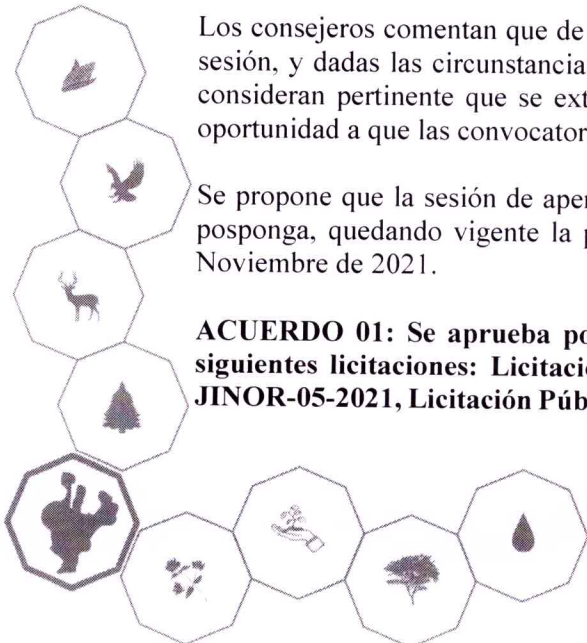 Los consejeros comentan que de
sesión, y dadas las circunstancia
consideran pertinente que se ext
oportunidad a que las convocator
Se propone que la sesión de aper
posponga, quedando vigente la p
Noviembre de 2021.
ACUERDO 01: Se aprueba po
siguientes licitaciones: Licitació
JINOR-05-2021, Licitación Púb